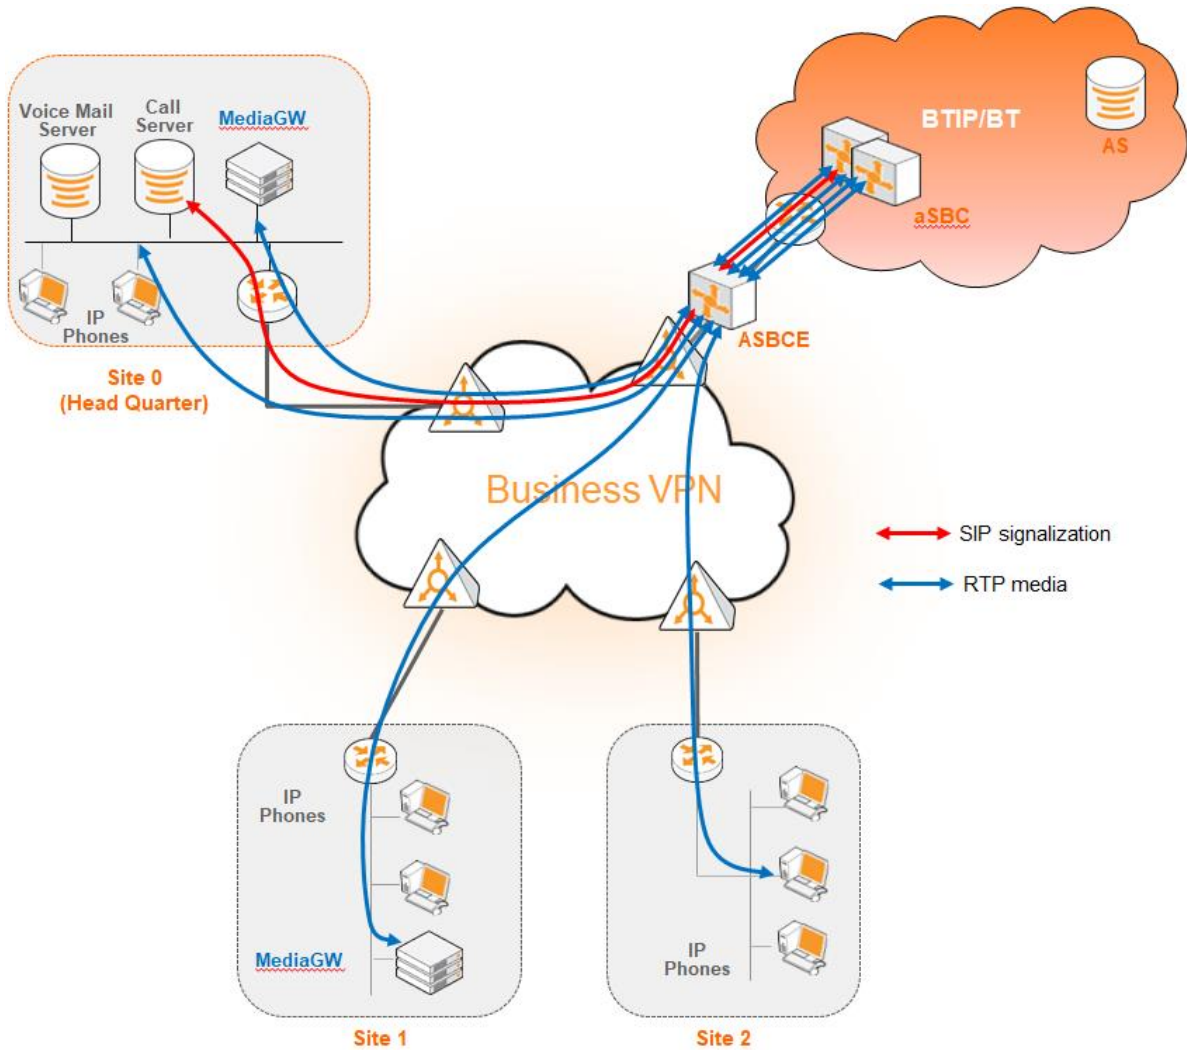 Voice Mail
Server
Call
Server
MediaGW
BTIP/BT
AS
aSBC
IP
Phones
ASBCE
Site 0
(Head Quarter)
Business VPN
SIP signalization
RTP media
IP
Phones
MediaGW
IP
Phones
Site 1
Site 2